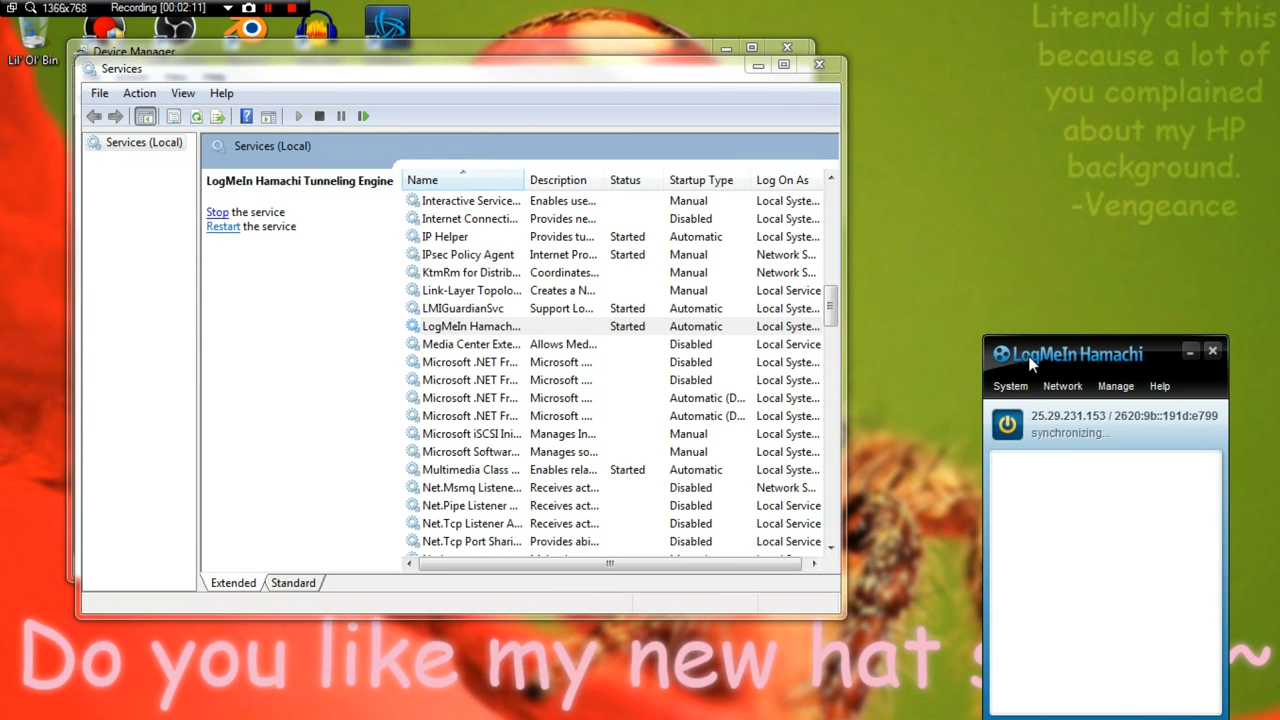 1366x768 Recording [00:02:11]
Literally did this
because a lot of
you complained
about my HP
background.
-Vengeance
Lil' Ol' Bin
Device Manager
Services
File Action View Help
Services (Local)
Services (Local)
LogMeIn Hamachi Tunneling Engine
Stop the service
Restart the service
Name Description Status Startup Type Log On As
Interactive Service... Enables use... Manual Local Syste...
Internet Connecti... Provides ne... Disabled Local Syste...
IP Helper Provides tu... Started Automatic Local Syste...
IPsec Policy Agent Internet Pro... Started Manual Network S...
KtmRm for Distrib... Coordinates... Manual Network S...
Link-Layer Topolo... Creates a N... Manual Local Service
LMIGuardianSvc Support Lo... Started Automatic Local Syste...
LogMeIn Hamach... Started Automatic Local Syste...
Media Center Exte... Allows Med... Disabled Local Service
Microsoft .NET Fr... Microsoft .... Disabled Local Syste...
Microsoft .NET Fr... Microsoft .... Disabled Local Syste...
Microsoft .NET Fr... Microsoft .... Automatic (D... Local Syste...
Microsoft .NET Fr... Microsoft .... Automatic (D... Local Syste...
Microsoft iSCSI Ini... Manages In... Manual Local Syste...
Microsoft Softwar... Manages so... Manual Local Syste...
Multimedia Class ... Enables rela... Started Automatic Local Syste...
Net.Msmq Listene... Receives act... Disabled Network S...
Net.Pipe Listener ... Receives act... Disabled Local Service
Net.Tcp Listener A... Receives act... Disabled Local Service
Net.Tcp Port Shari... Provides abi... Disabled Local Service
Extended Standard
LogMeIn Hamachi
System Network Manage Help
25.29.231.153 / 2620:9b::191d:e799
synchronizing...
Do you like my new hat s ~